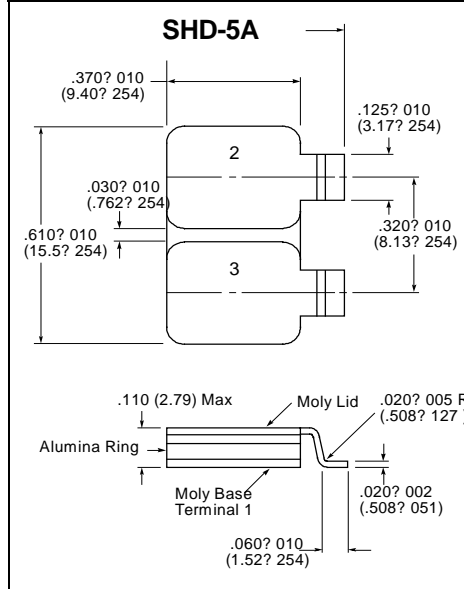 SHD-5A
.370? 010
(9.40? 254)
.125? 010
(3.17? 254)
2
.030? 010
(.762? 254)
.610? 010
(15.5? 254)
.320? 010
(8.13? 254)
3
.110 (2.79) Max
Moly Lid
.020? 005 R
(.508? 127 )
Alumina Ring
Moly Base
Terminal 1
.020? 002
(.508? 051)
.060? 010
(1.52? 254)